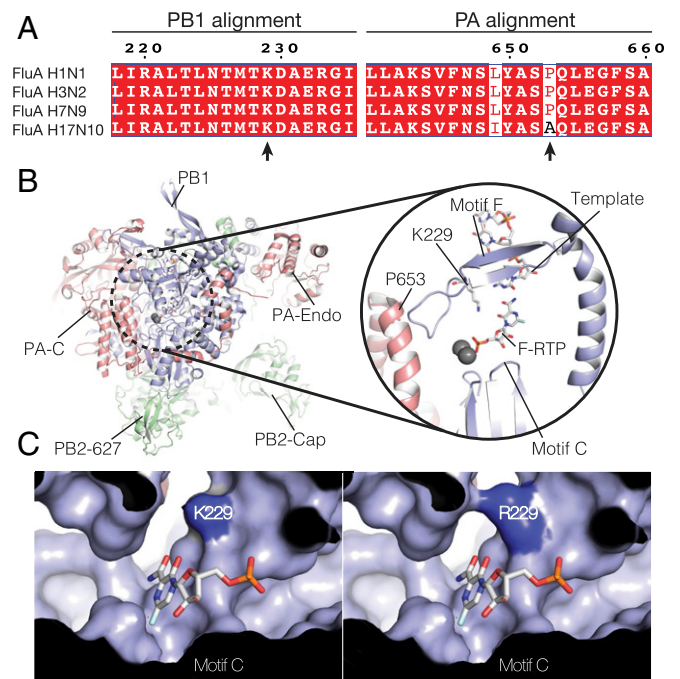 A
PB1 alignment
PA alignment
220 230
650 660
FluA H1N1 LIRALTLNTMTKDAERGI LLAKSVFNSLYASPQLEGFSA
FluA H3N2 LIRALTLNTMTKDAERGI LLAKSVFNSLYASPQLEGFSA
FluA H7N9 LIRALTLNTMTKDAERGI LLAKSVFNSLYASPQLEGFSA
FluA H17N10 LIRALTLNTMTKDAERGI LLAKSVFNSIYASAQLEGFSA
B
PB1
PA-Endo
PA-C
PB2-627
PB2-Cap
Motif F
Template
K229
P653
F-RTP
Motif C
C
K229
R229
Motif C
Motif C